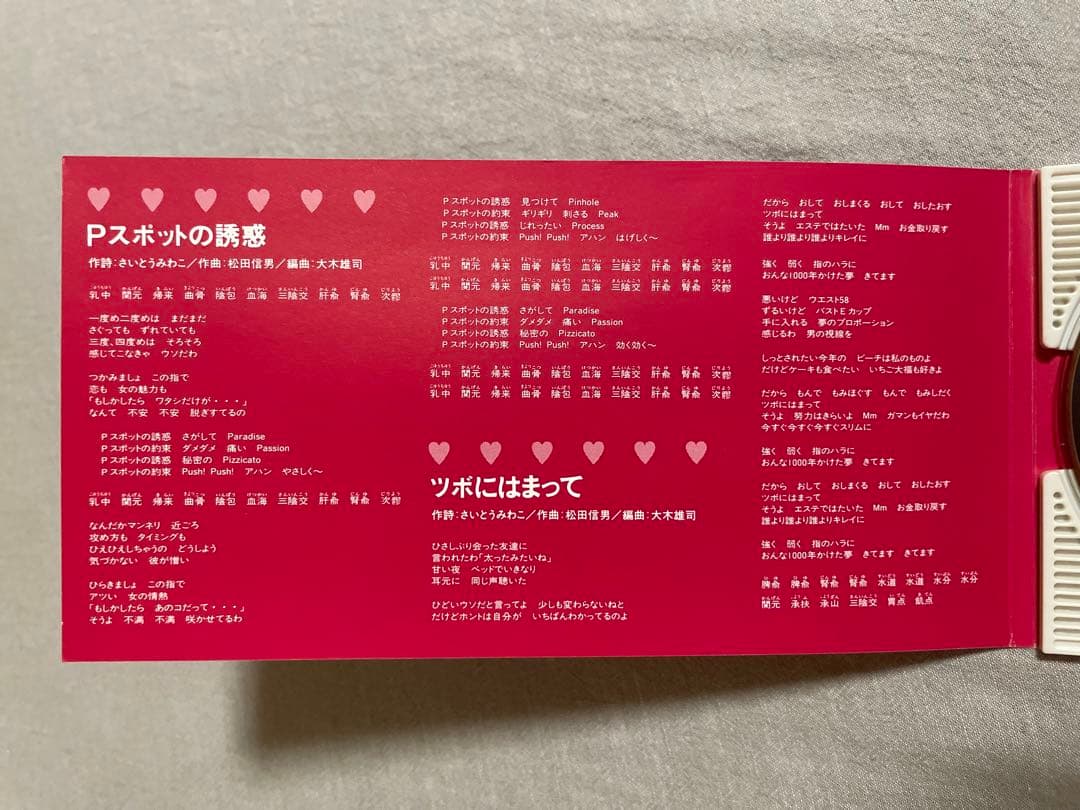 Pスポットの誘惑
作詩：さいとうみわこ／作曲：松田信男／編曲：大木雄司
乳中 関元 帰来 曲骨 陰包 血海 三陰交 肝兪 腎兪 次髎
一度め二度めは まだまだ
さぐっても ずれていても
三度、四度めは そろそろ
感じてこなきゃ ウソだわ
つかみましょ この指で
恋も 女の魅力も
「もしかしたら ワタシだけが・・・」
なんて 不安 不安 脱ぎすてるの
Pスポットの誘惑 さがして Paradise
Pスポットの約束 ダメダメ 痛い Passion
Pスポットの誘惑 秘密の Pizzicato
Pスポットの約束 Push! Push! アハン やさしく〜
乳中 関元 帰来 曲骨 陰包 血海 三陰交 肝兪 腎兪 次髎
なんだかマンネリ 近ごろ
攻め方も タイミングも
ひえひえしちゃうの どうしよう
気づかない 彼が憎い
ひらきましょ この指で
アツい 女の情熱
「もしかしたら あのコだって・・・」
そうよ 不満 不満 咲かせてるわ
Pスポットの誘惑 見つけて Pinhole
Pスポットの約束 ギリギリ 刺さる Peak
Pスポットの誘惑 じれったい Process
Pスポットの約束 Push! Push! アハン はげしく〜
乳中 関元 帰来 曲骨 陰包 血海 三陰交 肝兪 腎兪 次髎
乳中 関元 帰来 曲骨 陰包 血海 三陰交 肝兪 腎兪 次髎
Pスポットの誘惑 さがして Paradise
Pスポットの約束 ダメダメ 痛い Passion
Pスポットの誘惑 秘密の Pizzicato
Pスポットの約束 Push! Push! アハン 効く効く〜
乳中 関元 帰来 曲骨 陰包 血海 三陰交 肝兪 腎兪 次髎
乳中 関元 帰来 曲骨 陰包 血海 三陰交 肝兪 腎兪 次髎
ツボにはまって
作詩：さいとうみわこ／作曲：松田信男／編曲：大木雄司
ひさしぶり会った友達に
言われたわ「太ったみたいね」
甘い夜 ベッドでいきなり
耳元に 同じ声聴いた
ひどいウソだと言ってよ 少しも変わらないねと
だけどホントは自分が いちばんわかってるのよ
だから おして おしまくる おして おしたおす
ツボにはまって
そうよ エステではたいた Mm お金取り戻す
誰より誰より誰よりキレイに
強く 弱く 指のハラに
おんな1000年かけた夢 きてます
悪いけど ウエスト58
ずるいけど バストEカップ
手に入れる 夢のプロポーション
感じるわ 男の視線を
しっとされたい今年の ビーチは私のものよ
だけどケーキも食べたい いちご大福も好きよ
だから もんで もみほぐす もんで もみしだく
ツボにはまって
そうよ 努力はきらいよ Mm ガマンもイヤだわ
今すぐ今すぐ今すぐスリムに
強く 弱く 指のハラに
おんな1000年かけた夢 きてます
だから おして おしまくる おして おしたおす
ツボにはまって
そうよ エステではたいた Mm お金取り戻す
誰より誰より誰よりキレイに
強く 弱く 指のハラに
おんな1000年かけた夢 きてます きてます
脾兪 脾兪 腎兪 腎兪 水道 水道 水分 水分
関元 承扶 承山 三陰交 胃点 飢点